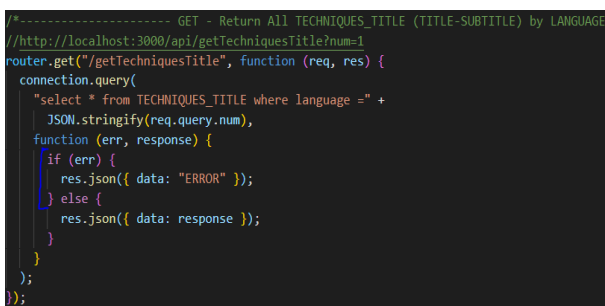 /*---------------------- GET - Return All TECHNIQUES_TITLE (TITLE-SUBTITLE) by LANGUAGE
//http://localhost:3000/api/getTechniquesTitle?num=1
router.get("/getTechniquesTitle", function (req, res) {
  connection.query(
    "select * from TECHNIQUES_TITLE where language =" +
      JSON.stringify(req.query.num),
    function (err, response) {
      if (err) {
        res.json({ data: "ERROR" });
      } else {
        res.json({ data: response });
      }
    }
  );
});